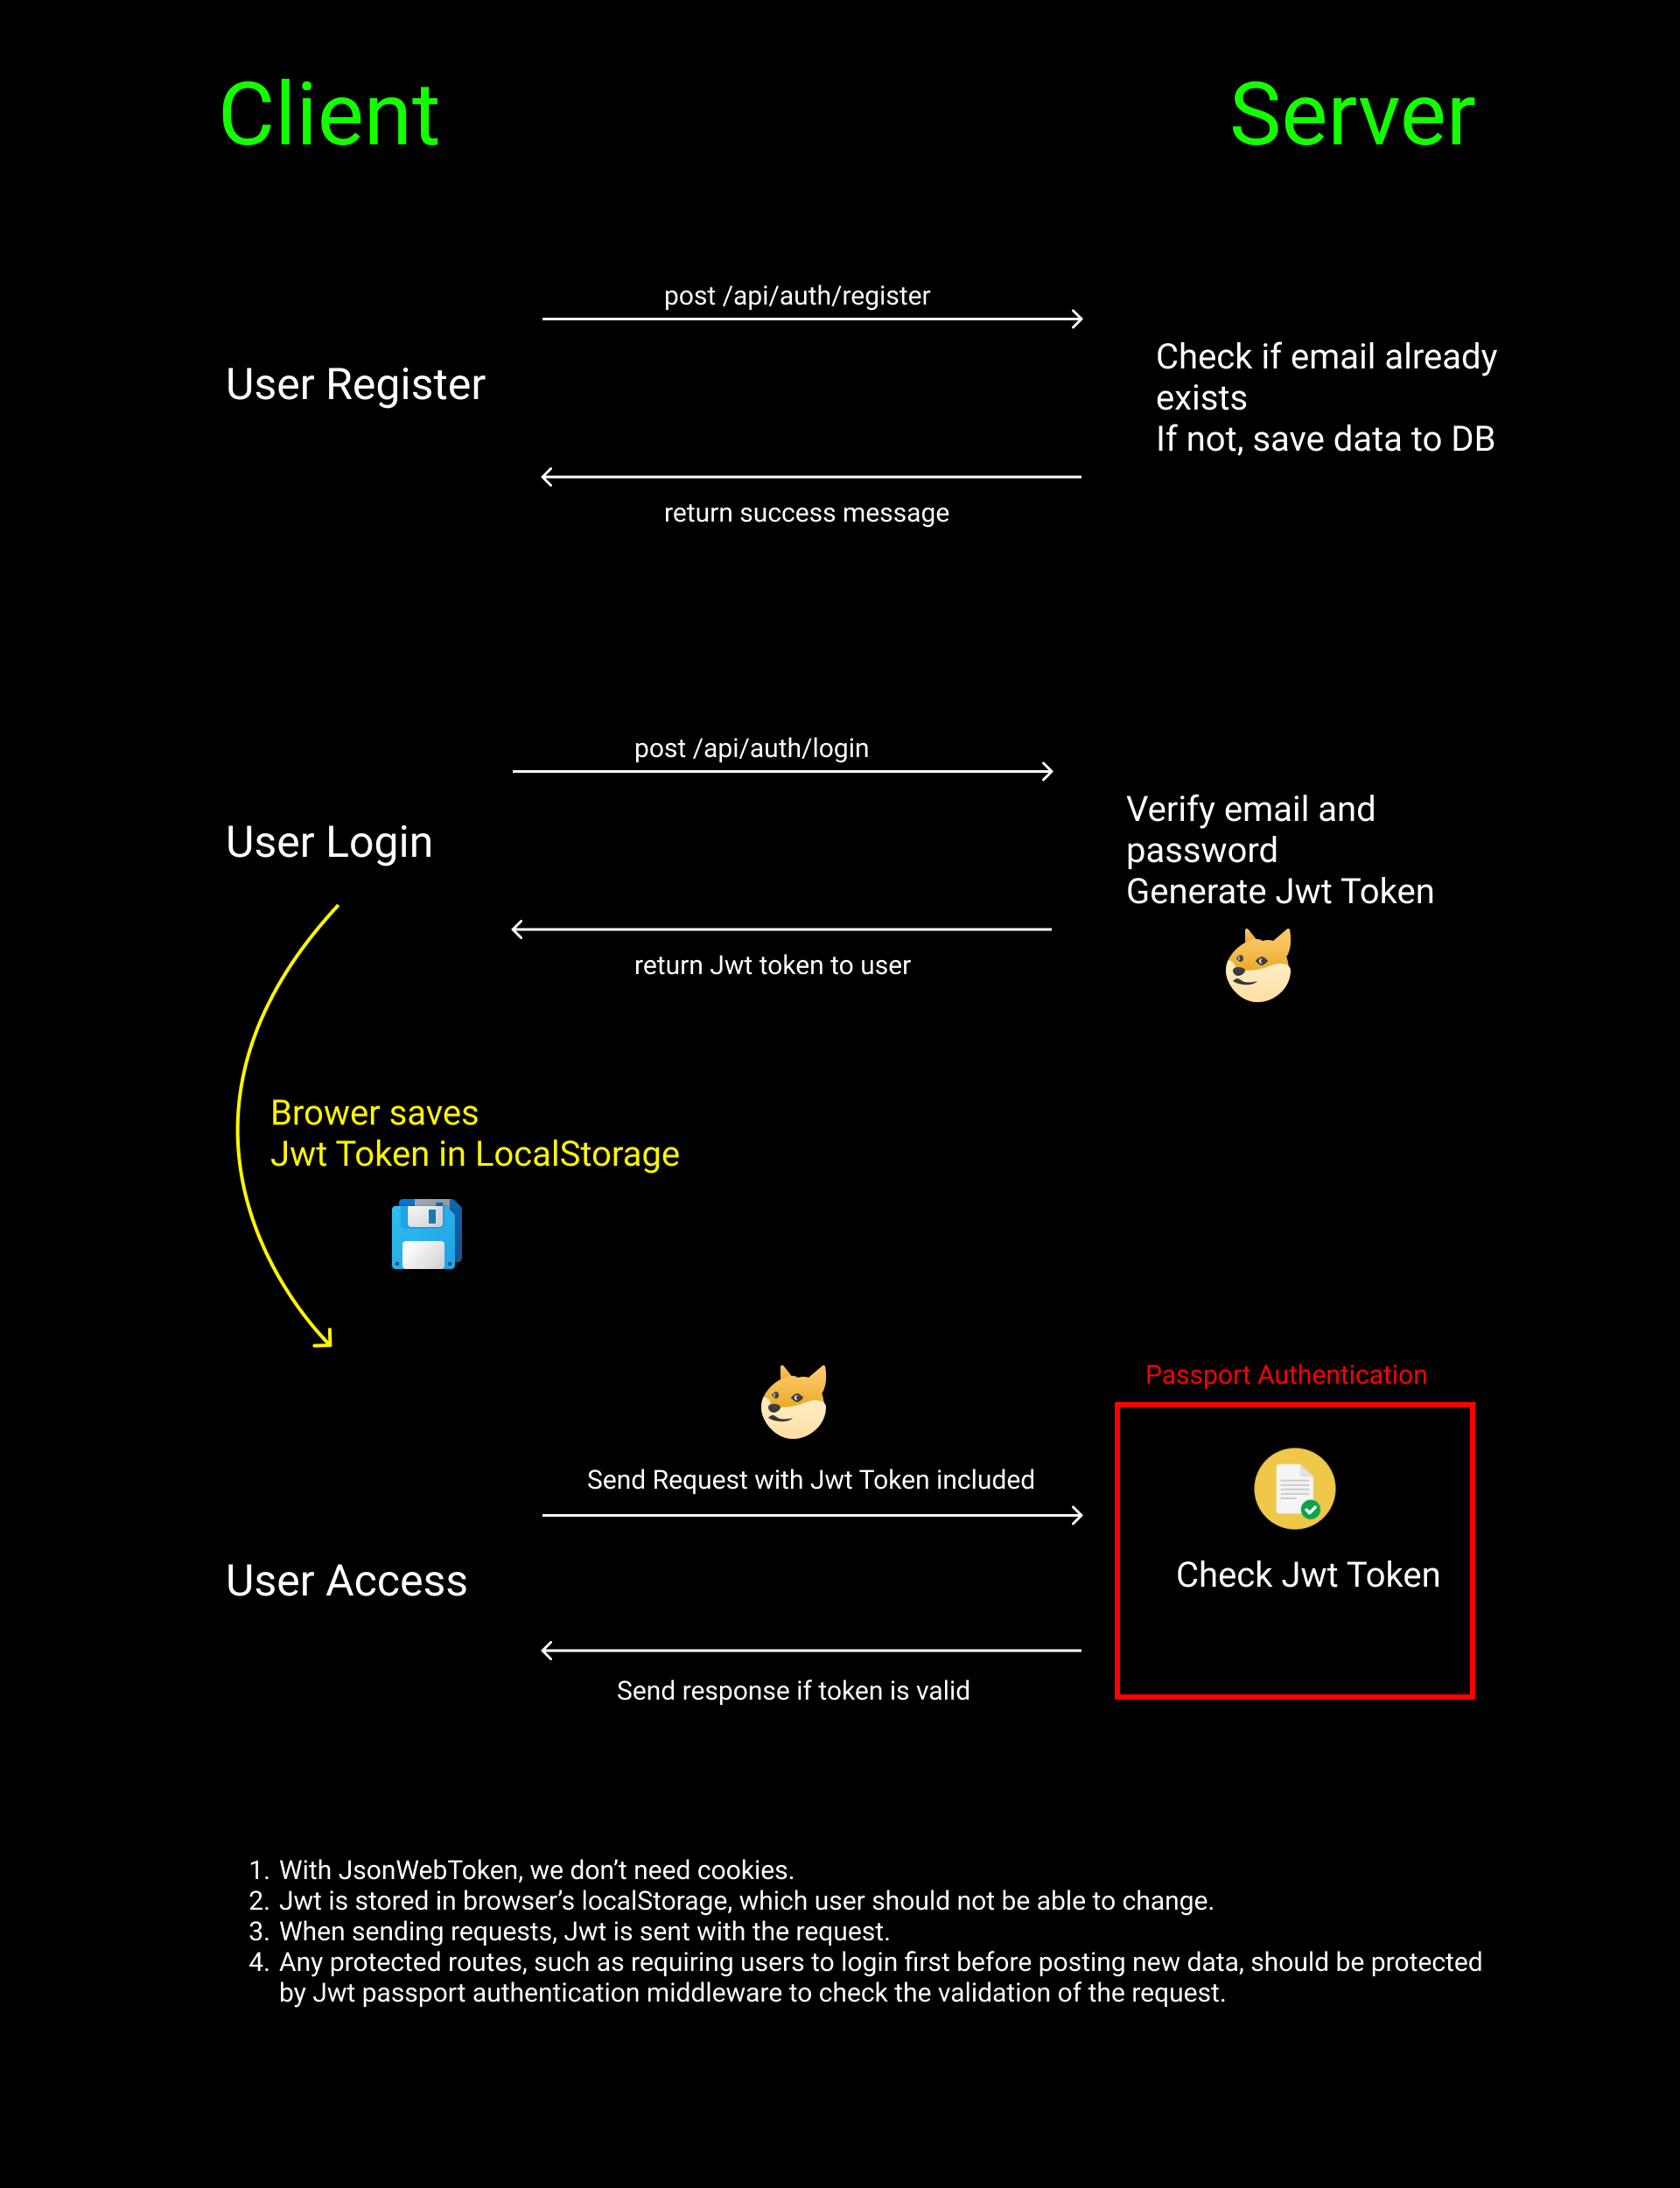 Client
Server
post /api/auth/register
User Register
Check if email already
exists
If not, save data to DB
return success message
post /api/auth/login
User Login
Verify email and
password
Generate Jwt Token
return Jwt token to user
Brower saves
Jwt Token in LocalStorage
Passport Authentication
Send Request with Jwt Token included
User Access
Check Jwt Token
Send response if token is valid
1. With JsonWebToken, we don’t need cookies.
2. Jwt is stored in browser’s localStorage, which user should not be able to change.
3. When sending requests, Jwt is sent with the request.
4. Any protected routes, such as requiring users to login first before posting new data, should be protected
by Jwt passport authentication middleware to check the validation of the request.